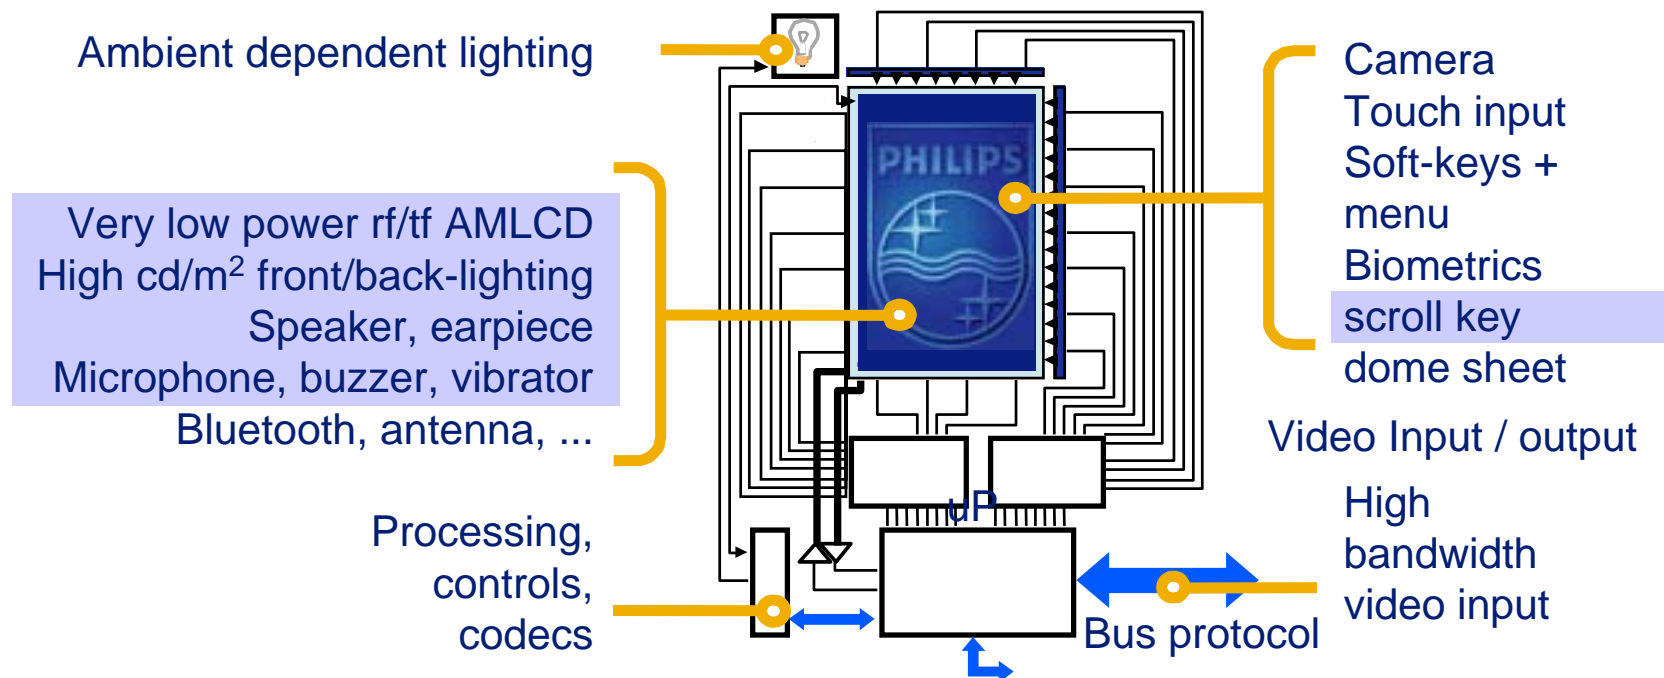 Ambient dependent lighting
Very low power rf/tf AMLCD
High cd/m² front/back-lighting
Speaker, earpiece
Microphone, buzzer, vibrator
Bluetooth, antenna, ...
Processing,
controls,
codecs
PHILIPS
uP
Camera
Touch input
Soft-keys +
menu
Biometrics
scroll key
dome sheet
Video Input / output
High
bandwidth
video input
Bus protocol